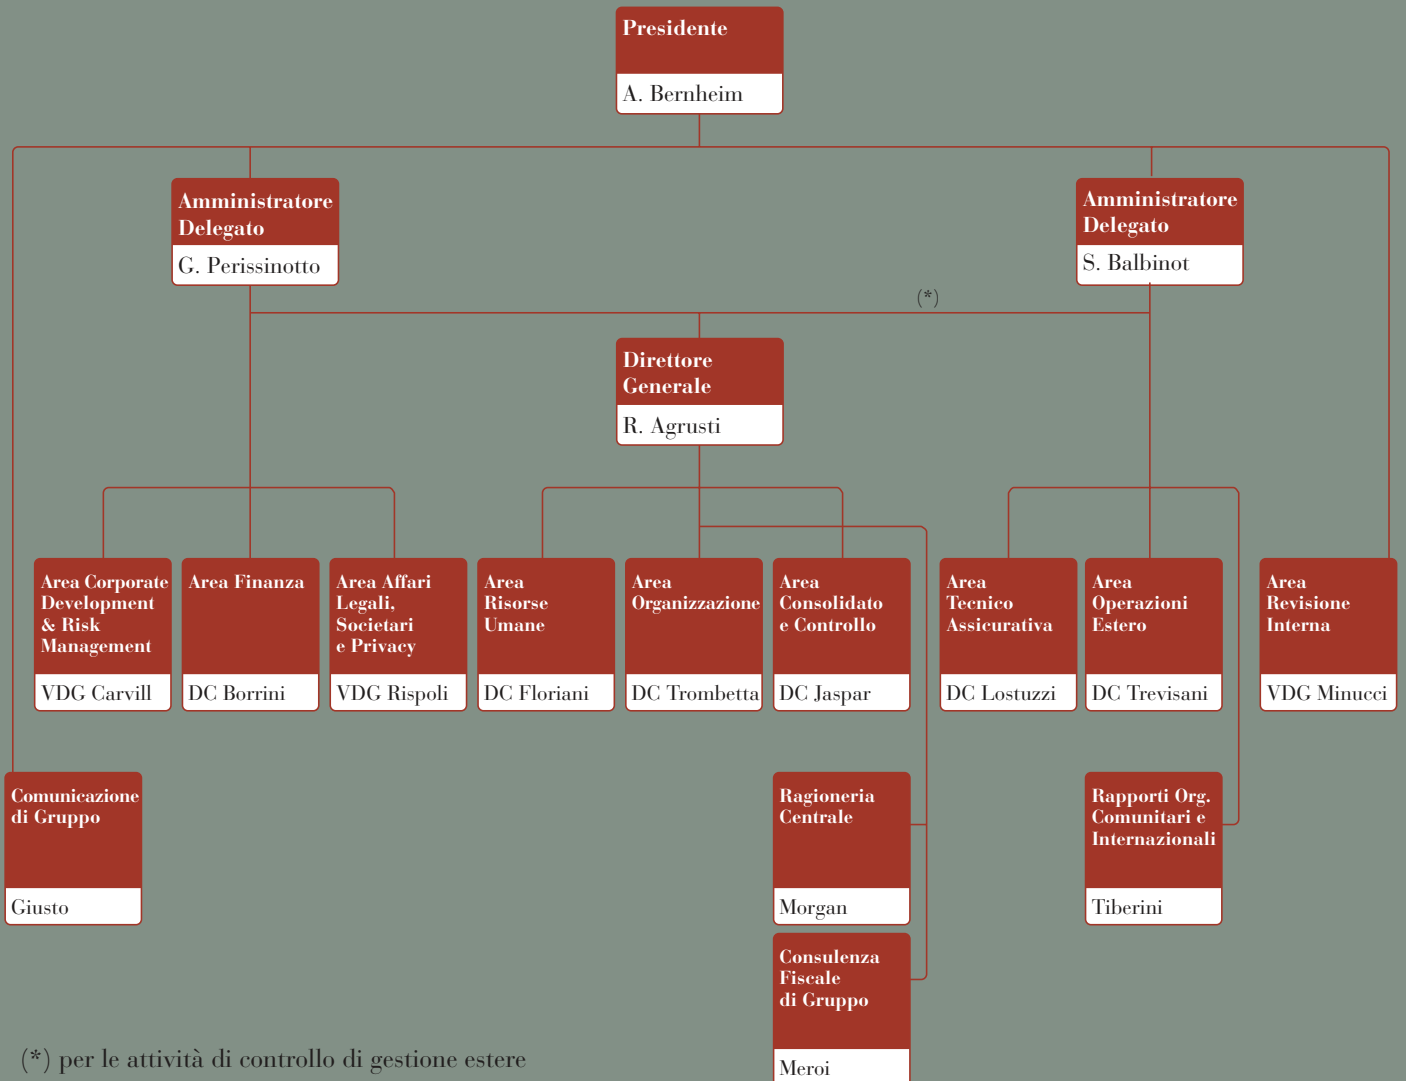 Presidente
A. Bernheim
Amministratore
Delegato
G. Perissinotto
Amministratore
Delegato
S. Balbinot
(*)
Direttore
Generale
R. Agrusti
Area Corporate
Development
& Risk
Management
VDG Carvill
Area Finanza
DC Borrini
Area Affari
Legali,
Societari
e Privacy
VDG Rispoli
Area
Risorse
Umane
DC Floriani
Area
Organizzazione
DC Trombetta
Area
Consolidato
e Controllo
DC Jaspar
Area
Tecnico
Assicurativa
DC Lostuzzi
Area
Operazioni
Estero
DC Trevisani
Area
Revisione
Interna
VDG Minucci
Comunicazione
di Gruppo
Giusto
Ragioneria
Centrale
Morgan
Rapporti Org.
Comunitari e
Internazionali
Tiberini
Consulenza
Fiscale
di Gruppo
Meroi
(*) per le attività di controllo di gestione estere